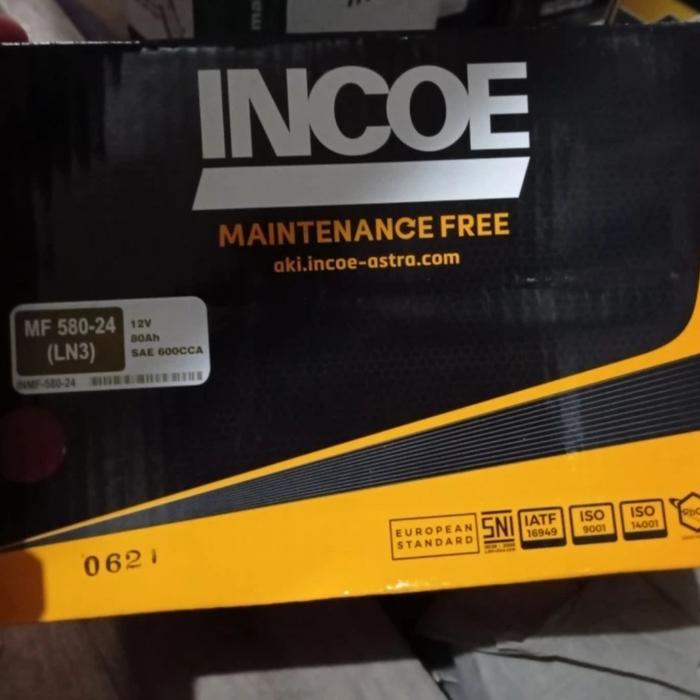 INCOE
MAINTENANCE FREE
aki.incoe-astra.com
MF 580-24
(LN3)
12V
80Ah
SAE 600CCA
INMF-580-24
EUROPEAN
STANDARD
SNI
IATF
16949
ISO
9001
ISO
14001
0621